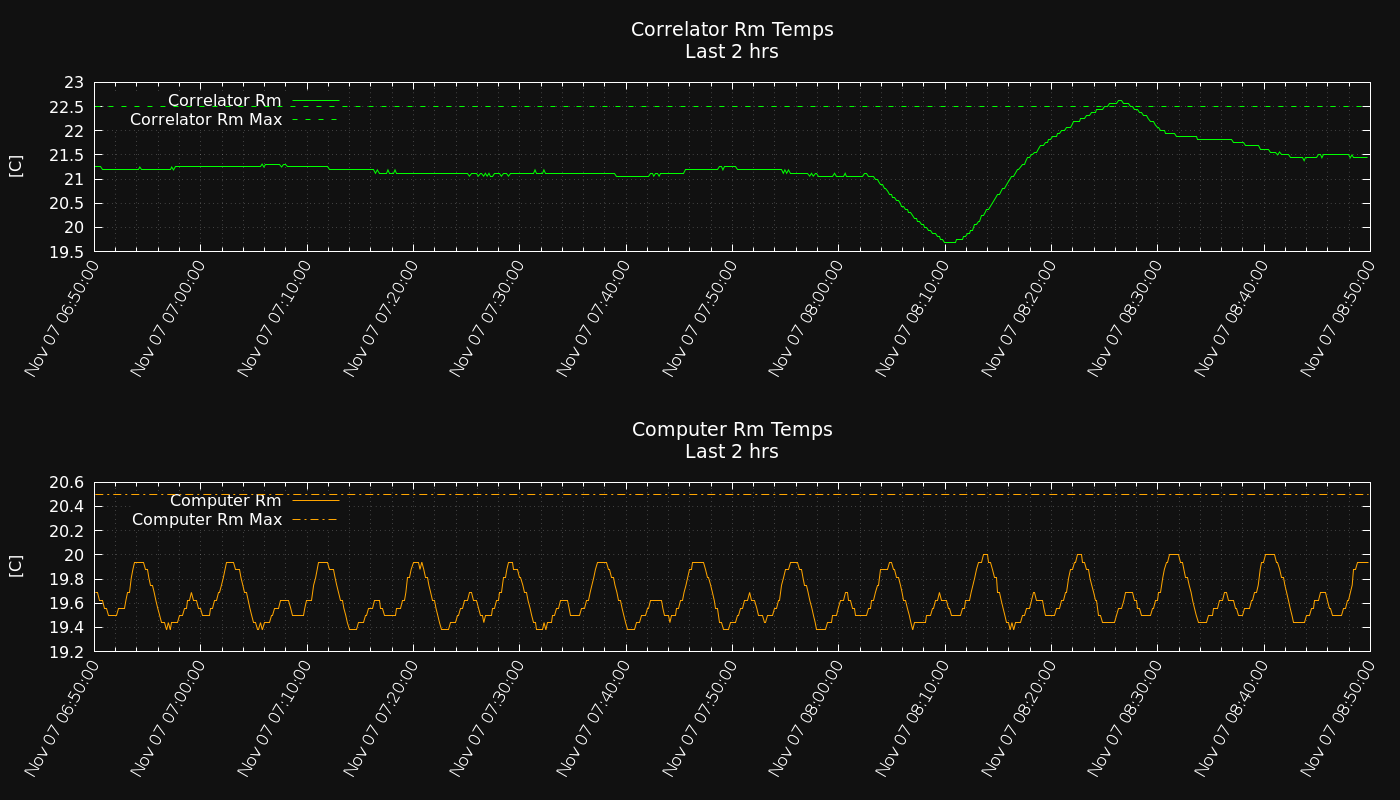 Correlator Rm Temps
Last 2 hrs
23
22.5
22
21.5
21
20.5
20
19.5
[C]
Correlator Rm
Correlator Rm Max
Nov 07 06:50:00
Nov 07 07:00:00
Nov 07 07:10:00
Nov 07 07:20:00
Nov 07 07:30:00
Nov 07 07:40:00
Nov 07 07:50:00
Nov 07 08:00:00
Nov 07 08:10:00
Nov 07 08:20:00
Nov 07 08:30:00
Nov 07 08:40:00
Nov 07 08:50:00
Computer Rm Temps
Last 2 hrs
20.6
20.4
20.2
20
19.8
19.6
19.4
19.2
[C]
Computer Rm
Computer Rm Max
Nov 07 06:50:00
Nov 07 07:00:00
Nov 07 07:10:00
Nov 07 07:20:00
Nov 07 07:30:00
Nov 07 07:40:00
Nov 07 07:50:00
Nov 07 08:00:00
Nov 07 08:10:00
Nov 07 08:20:00
Nov 07 08:30:00
Nov 07 08:40:00
Nov 07 08:50:00